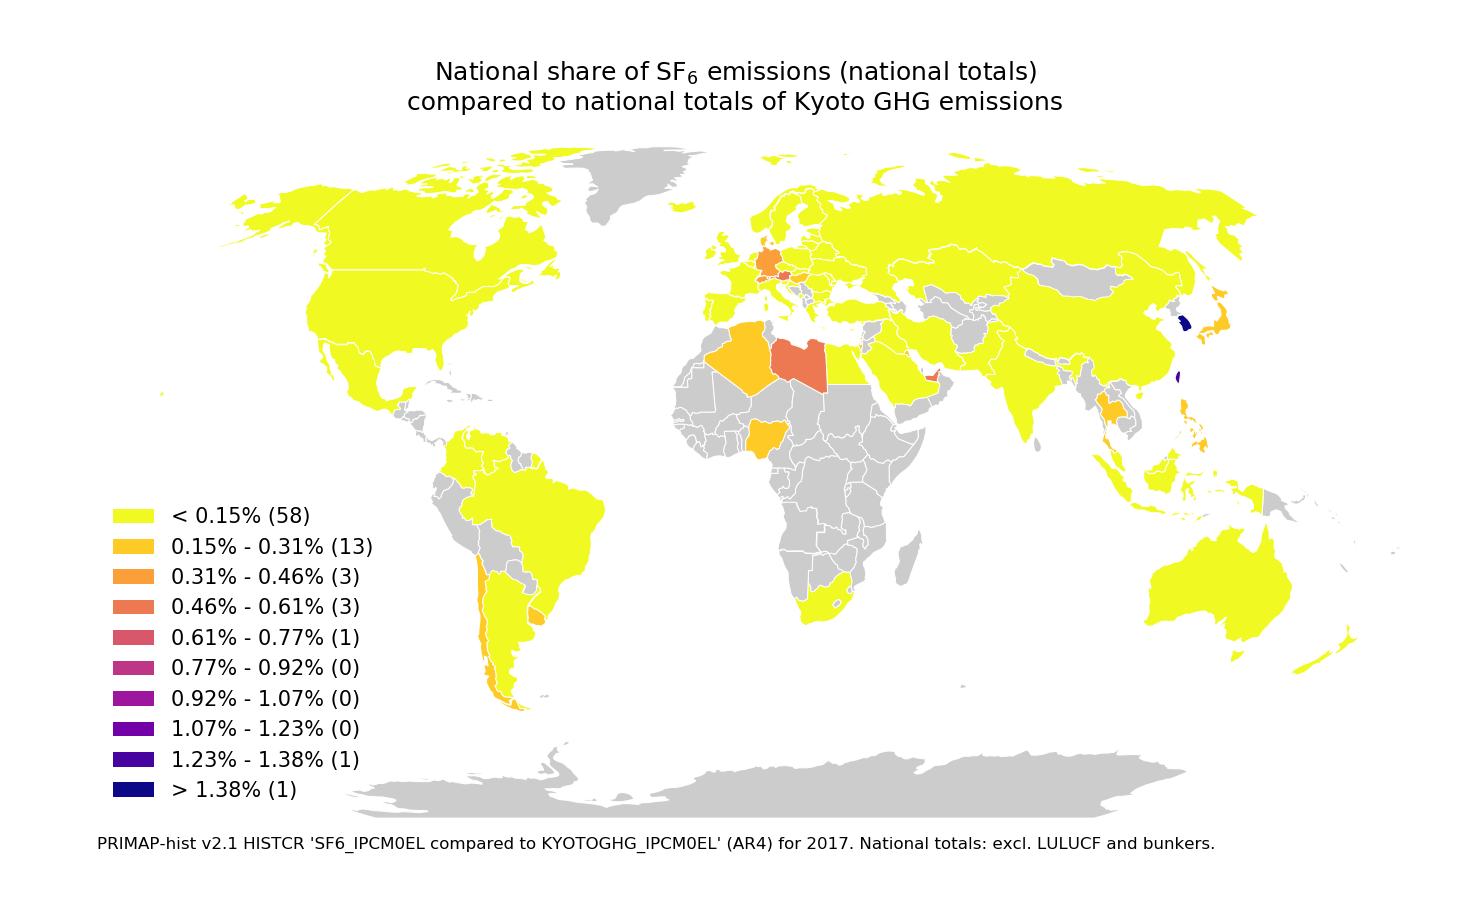 National share of SF₆ emissions (national totals)
compared to national totals of Kyoto GHG emissions
< 0.15% (58)
0.15% - 0.31% (13)
0.31% - 0.46% (3)
0.46% - 0.61% (3)
0.61% - 0.77% (1)
0.77% - 0.92% (0)
0.92% - 1.07% (0)
1.07% - 1.23% (0)
1.23% - 1.38% (1)
> 1.38% (1)
PRIMAP-hist v2.1 HISTCR 'SF6_IPCM0EL compared to KYOTOGHG_IPCM0EL' (AR4) for 2017. National totals: excl. LULUCF and bunkers.